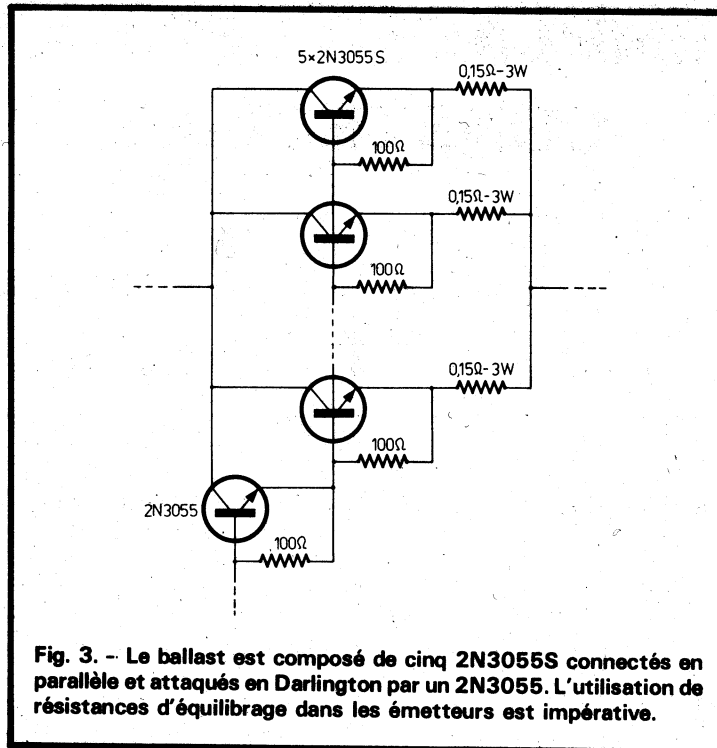 5×2N3055S
0,15Ω-3W
100Ω
0,15Ω-3W
100Ω
0,15Ω-3W
100Ω
2N3055
100Ω
Fig. 3. - Le ballast est composé de cinq 2N3055S connectés en
parallèle et attaqués en Darlington par un 2N3055. L'utilisation de
résistances d'équilibrage dans les émetteurs est impérative.